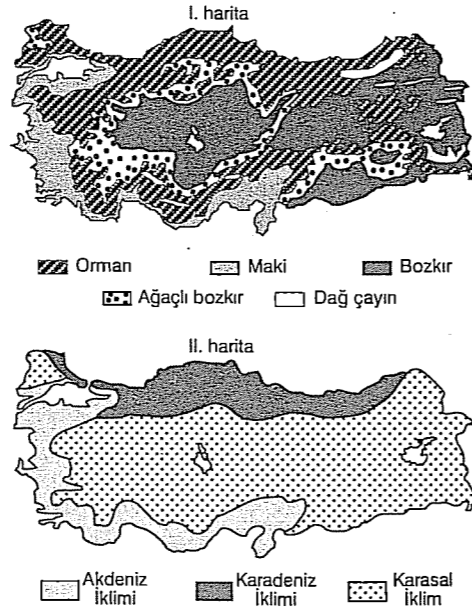 I. harita
Orman Maki Bozkır
Ağaçlı bozkır Dağ çayın
II. harita
Akdeniz İklimi Karadeniz İklimi Karasal İklim